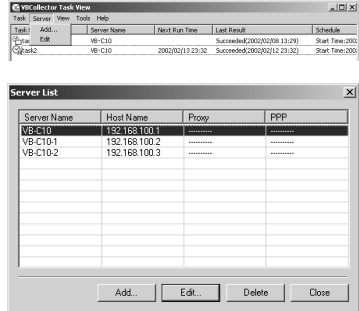 VBCollector Task View
Task Server View Tools Help
Add...
Edit
Task Server Name Next Run Time Last Result Schedule
VB-C10 Succeeded(2002/02/08 13:29) Start Time:200
task2 VB-C10 2002/02/13 23:32 Succeeded(2002/02/12 23:32) Start Time:200
Server List
Server Name Host Name Proxy PPP
VB-C10 192.168.100.1 ---------- ----------
VB-C10-1 192.168.100.2 ---------- ----------
VB-C10-2 192.168.100.3 ---------- ----------
Add... Edit... Delete Close